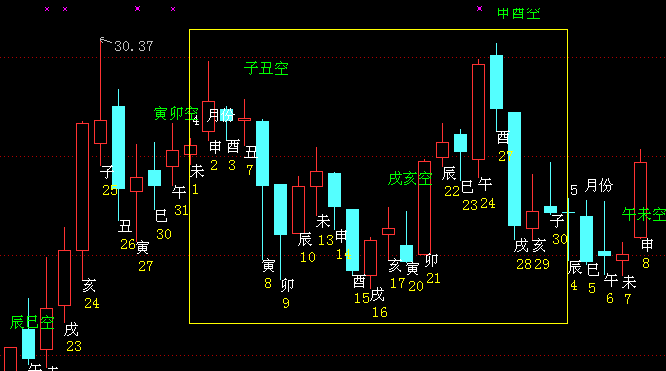 申酉空
30.37
子丑空
寅卯空
4 月份
戌亥空
5 月份
午未空
辰巳空
午
未
戌
23
亥
24
子
25
丑
26
寅
27
巳
30
午
31
未
1
申
2
酉
3
丑
7
寅
8
卯
9
辰
10
未
13
申
14
酉
15
戌
16
亥
17
寅
20
卯
21
辰
22
巳
23
午
24
酉
27
戌
28
亥
29
子
30
辰
4
巳
5
午
6
未
7
申
8